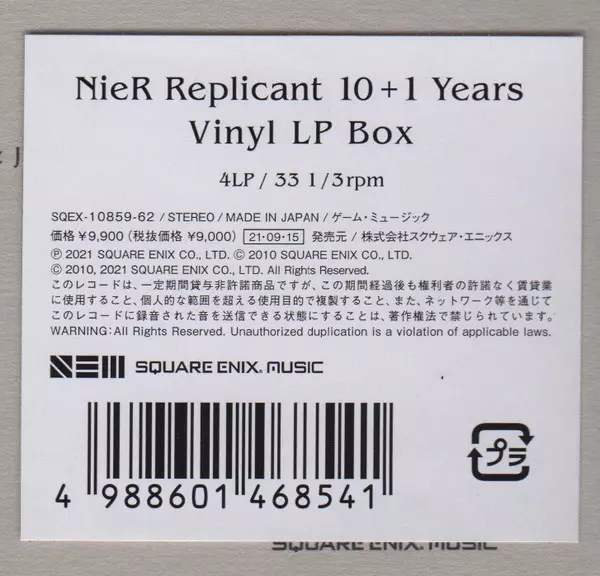 NieR Replicant 10+1 Years
Vinyl LP Box
4LP / 33 1/3rpm
SQEX-10859-62 / STEREO / MADE IN JAPAN / ゲーム・ミュージック
価格 ¥9,900 (税抜価格 ¥9,000) 21・09・15 発売元 / 株式会社スクウェア・エニックス
Ⓟ 2021 SQUARE ENIX CO., LTD. © 2010 SQUARE ENIX CO., LTD.
© 2010, 2021 SQUARE ENIX CO., LTD. All Rights Reserved.
このレコードは、一定期間貸与非許諾商品ですが、この期間経過後も権利者の許諾なく賃貸業
に使用すること、個人的な範囲を超える使用目的で複製すること、また、ネットワーク等を通じて
このレコードに録音された音を送信できる状態にすることは、著作権法で禁じられています。
WARNING: All Rights Reserved. Unauthorized duplication is a violation of applicable laws.
SQUARE ENIX. MUSIC
プラ
4 988601 468541
SQUARE ENIX. MUSIC
J